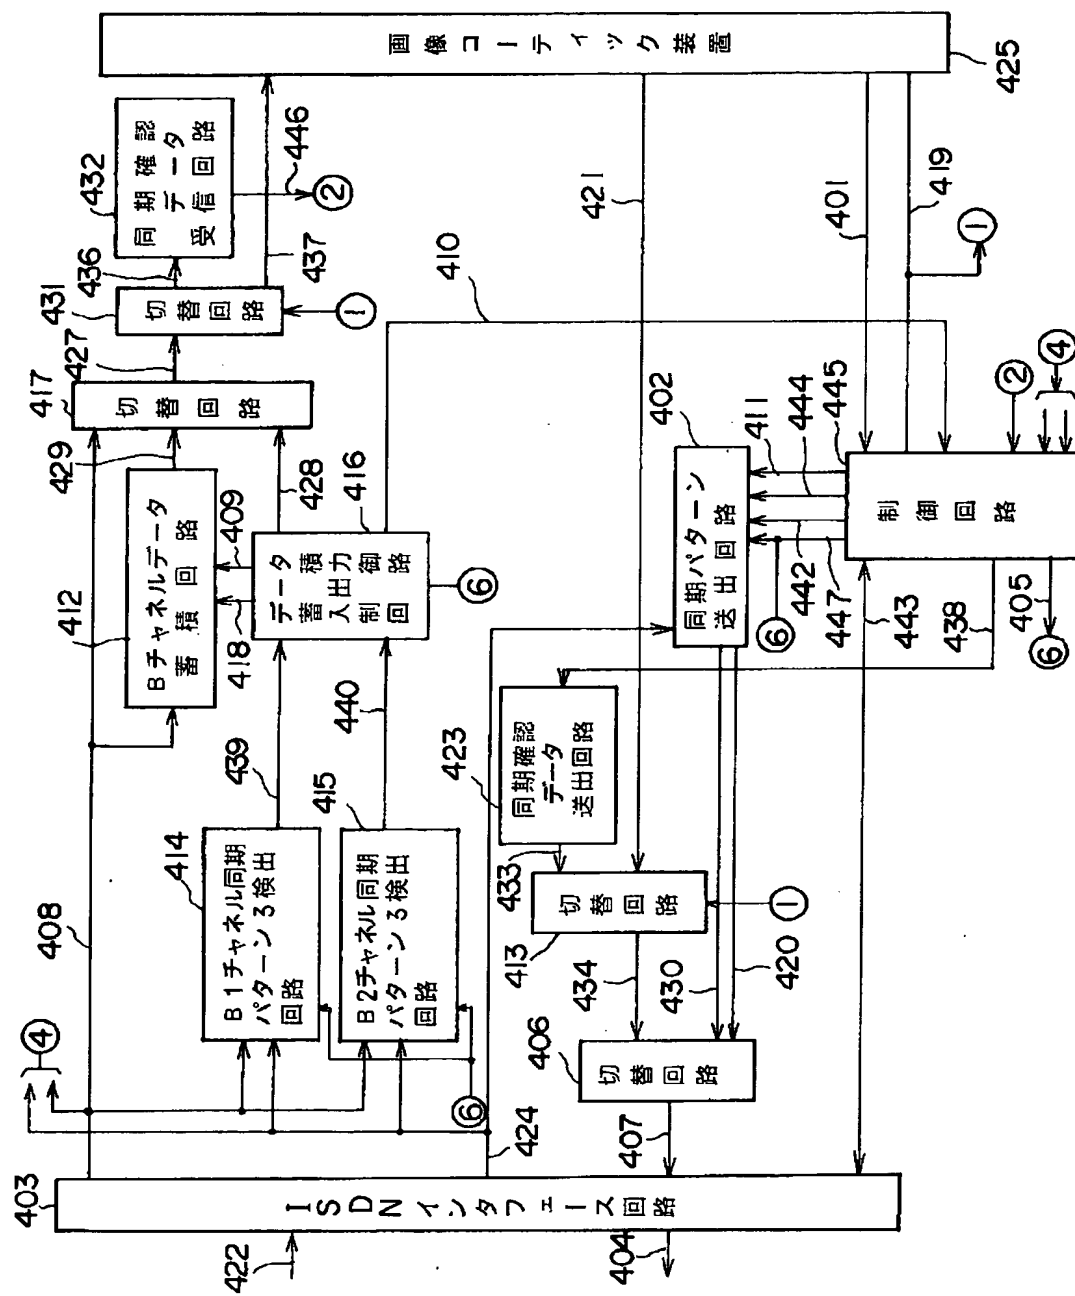 403
ISDNインタフェース回路
422
404
408
④
414
B1チャネル同期
パターン3検出
回路
415
B2チャネル同期
パターン3検出
回路
⑥
424
439
440
412
Bチャネルデータ
蓄積回路
418
409
データ
蓄積
入出力
制御
回路
416
⑥
429
428
417
切替回路
427
431
切替回路
①
436
432
同期確認
データ
受信回路
446
②
437
画像コーティック装置
425
410
421
401
419
①
402
同期パターン
送出回路
411
444
442
447
⑥
445
制御回路
②
④
443
438
405
⑥
423
同期確認
データ
送出回路
433
切替回路
413
①
434
430
420
406
切替回路
407